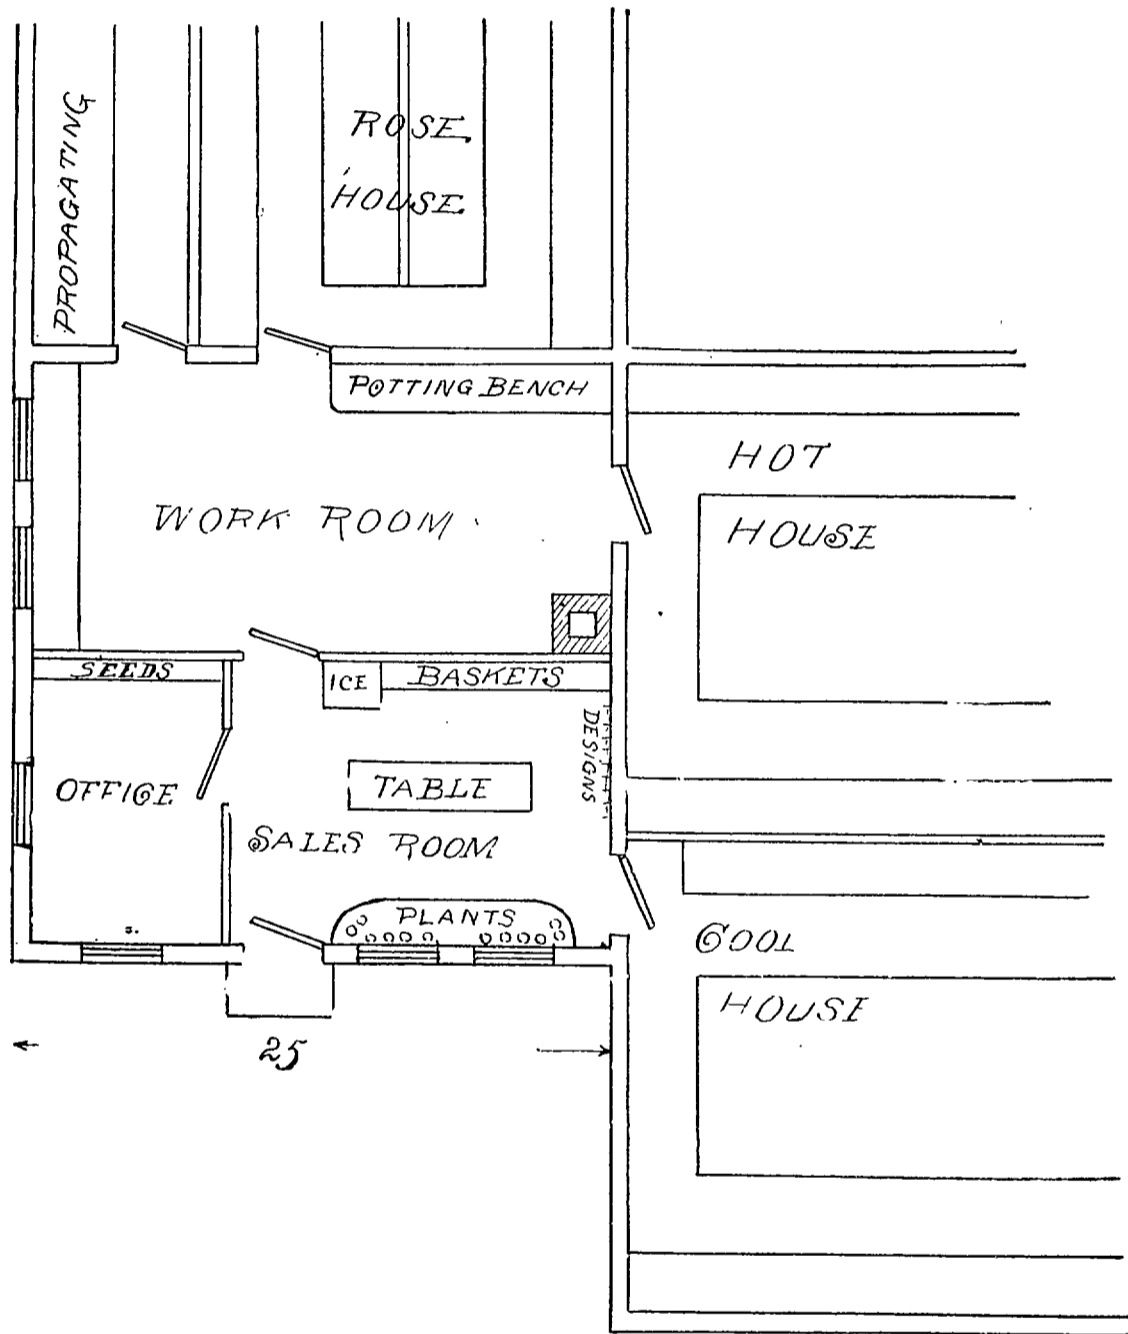 PROPAGATING
ROSE
HOUSE
POTTING BENCH
HOT
HOUSE
WORK ROOM
SEEDS
ICE
BASKETS
DESIGNS
OFFICE
TABLE
SALES ROOM
PLANTS
COOL
HOUSE
25